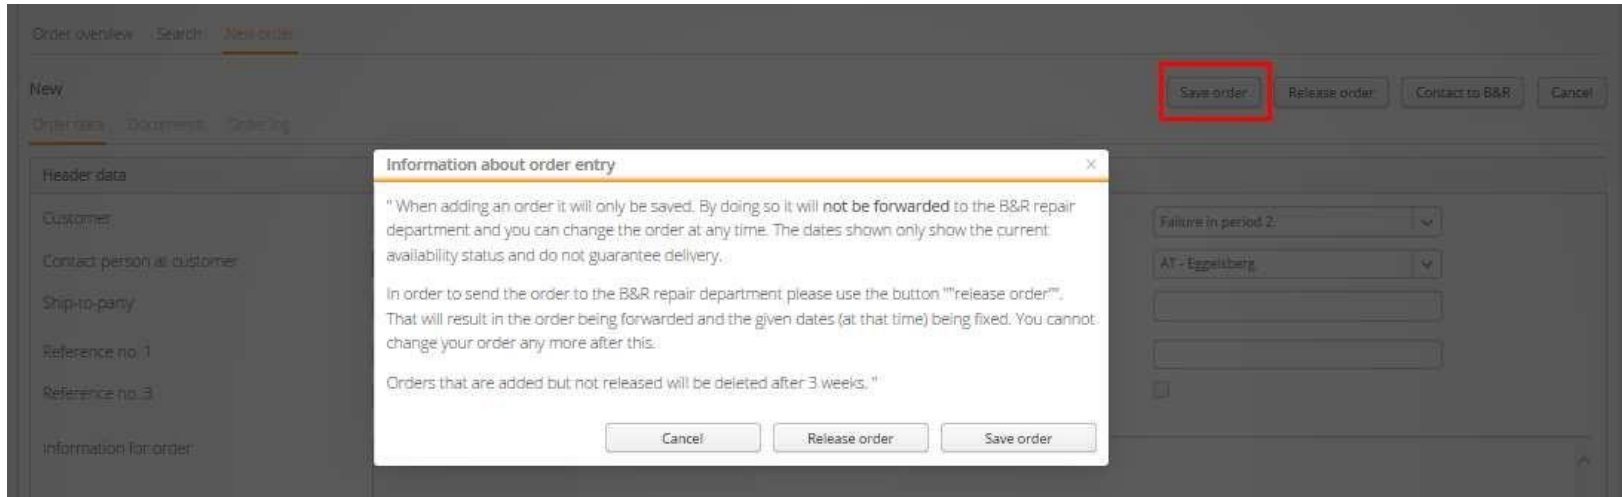 Order overview Search New order
New
Save order Release order Contact to B&R Cancel
Order data Documents Order log
Information about order entry ×
Header data
" When adding an order it will only be saved. By doing so it will not be forwarded to the B&R repair
department and you can change the order at any time. The dates shown only show the current
availability status and do not guarantee delivery.
Customer
Failure in period 2.
Contact person at customer
AT - Eggelsberg
Ship-to-party
In order to send the order to the B&R repair department please use the button ""release order"".
That will result in the order being forwarded and the given dates (at that time) being fixed. You cannot
change your order any more after this.
Reference no. 1
Orders that are added but not released will be deleted after 3 weeks. "
Reference no. 3
Cancel Release order Save order
Information for order